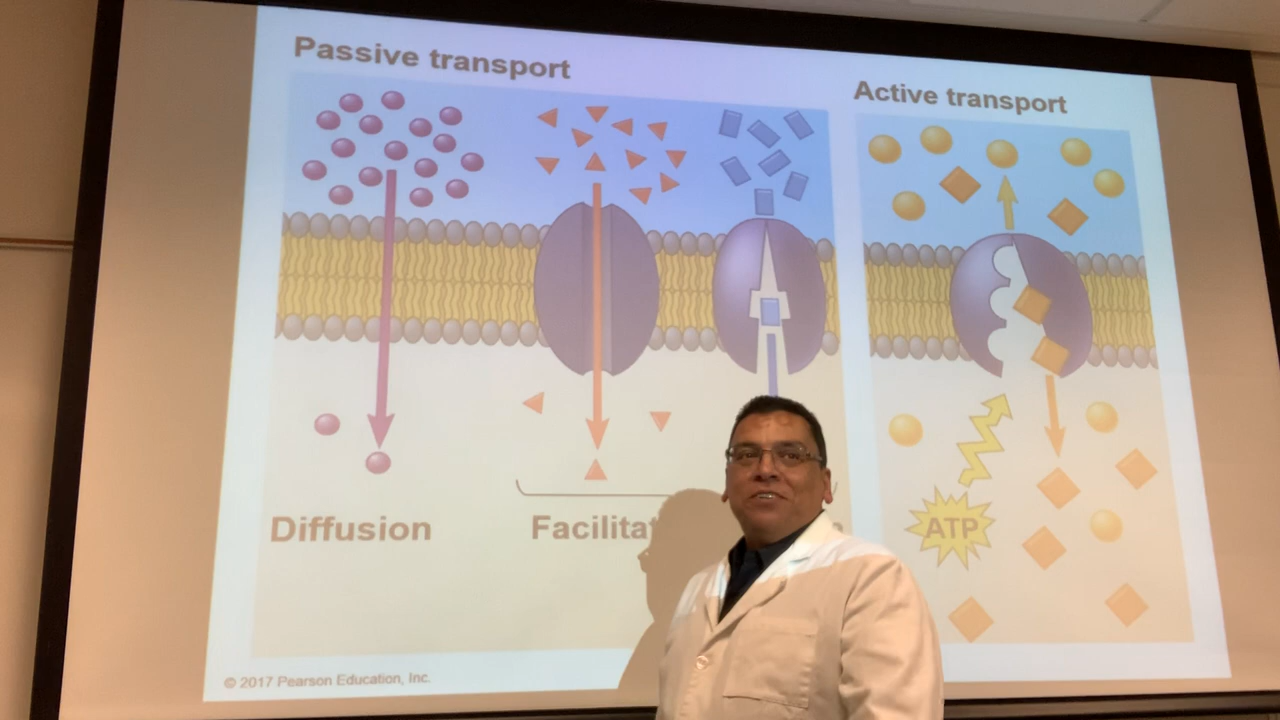 Passive transport
Active transport
Diffusion
Facilitat
ATP
© 2017 Pearson Education, Inc.